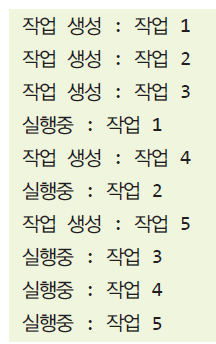 작업 생성 : 작업 1
작업 생성 : 작업 2
작업 생성 : 작업 3
실행중 : 작업 1
작업 생성 : 작업 4
실행중 : 작업 2
작업 생성 : 작업 5
실행중 : 작업 3
실행중 : 작업 4
실행중 : 작업 5